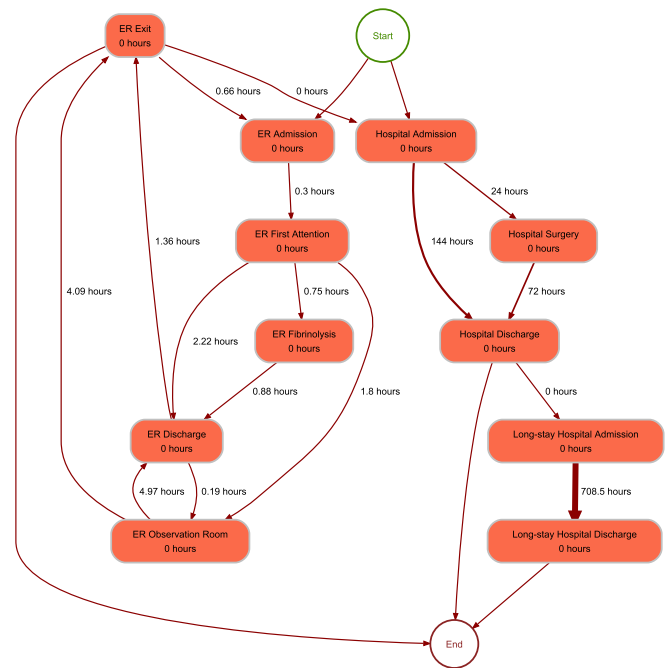 ER Exit
0 hours
Start
0.66 hours
0 hours
ER Admission
0 hours
Hospital Admission
0 hours
0.3 hours
24 hours
ER First Attention
0 hours
Hospital Surgery
0 hours
1.36 hours
144 hours
4.09 hours
0.75 hours
72 hours
ER Fibrinolysis
0 hours
Hospital Discharge
0 hours
2.22 hours
0.88 hours
1.8 hours
0 hours
ER Discharge
0 hours
Long-stay Hospital Admission
0 hours
4.97 hours
0.19 hours
708.5 hours
ER Observation Room
0 hours
Long-stay Hospital Discharge
0 hours
End